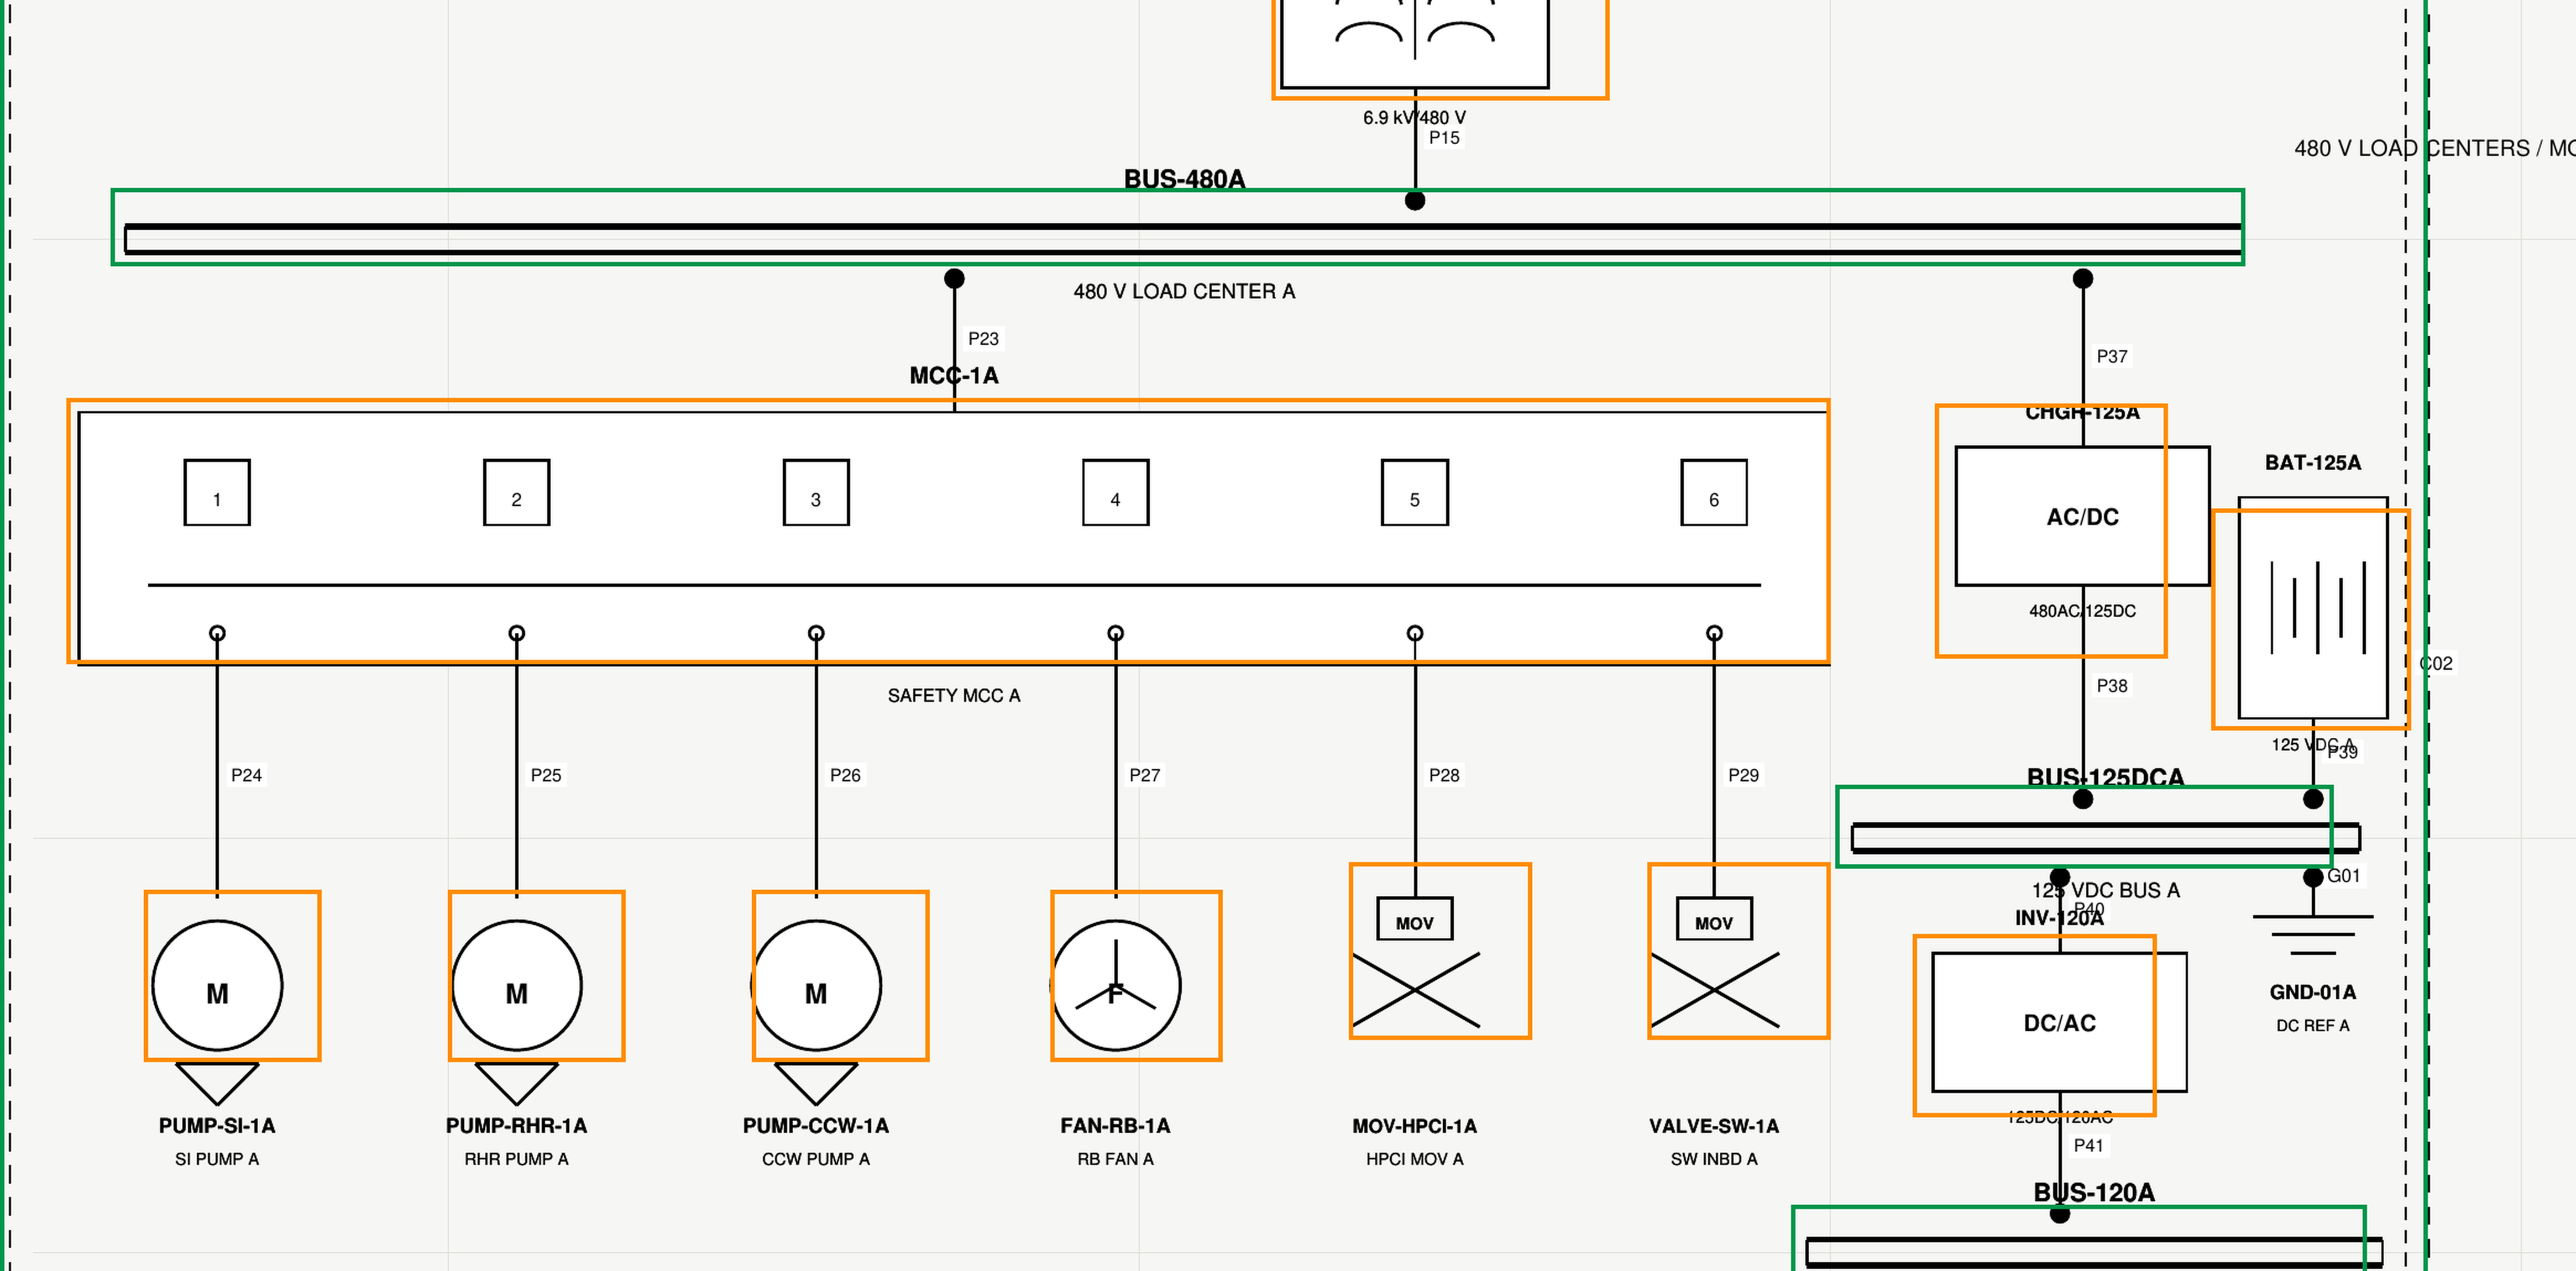 6.9 kV/480 V
P15
480 V LOAD CENTERS / MC
BUS-480A
480 V LOAD CENTER A
P23
P37
MCC-1A
CHGH-125A
BAT-125A
1
2
3
4
5
6
AC/DC
480AC/125DC
C02
P38
SAFETY MCC A
125 VDC A
P39
P24
P25
P26
P27
P28
P29
BUS-125DCA
G01
125 VDC BUS A
P40
INV-120A
MOV
MOV
M
M
M
F
GND-01A
DC REF A
DC/AC
125DC/120AC
PUMP-SI-1A
PUMP-RHR-1A
PUMP-CCW-1A
FAN-RB-1A
MOV-HPCI-1A
VALVE-SW-1A
P41
SI PUMP A
RHR PUMP A
CCW PUMP A
RB FAN A
HPCI MOV A
SW INBD A
BUS-120A